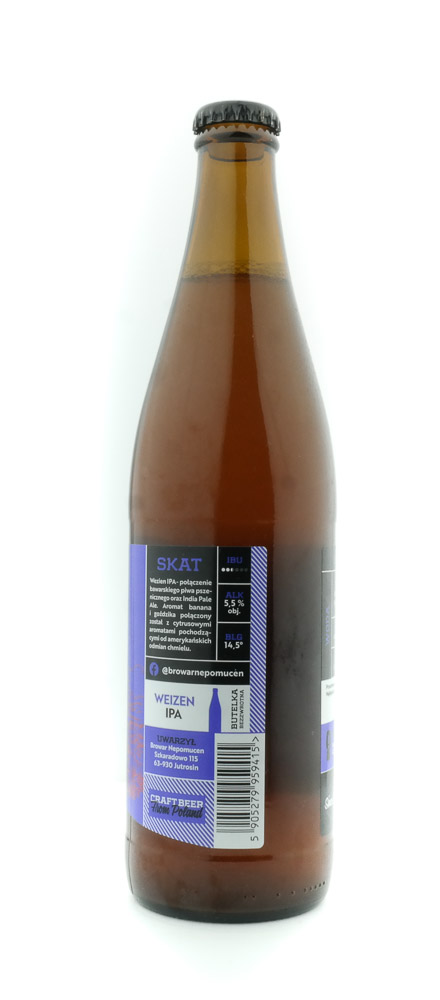 SKAT
Wezien IPA - połączenie
bawarskiego piwa psze-
nicznego oraz India Pale
Ale. Aromat banana
i goździka połączony
został z cytrusowymi
aromatami pochodzą-
cymi od amerykańskich
odmian chmielu.
IBU
ALK
5,5 %
obj.
BLG
14,5°
@browarnepomucen
WEIZEN
IPA
BUTELKA
BEZZWROTNA
UWARZYŁ
Browar Nepomucen
Szkaradowo 115
63-930 Jutrosin
CRAFT BEER
From Poland
5 905279 959415 >